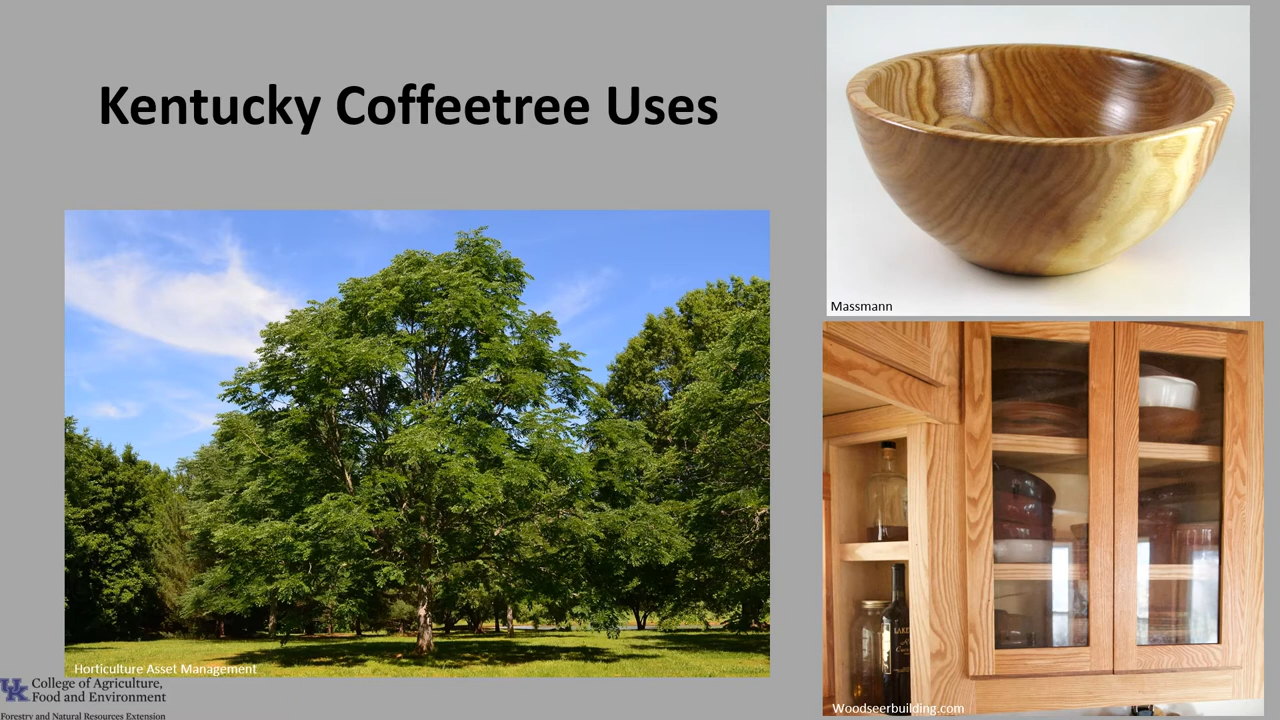 Kentucky Coffeetree Uses
Massmann
Horticulture Asset Management
Woodseerbuilding.com
UK College of Agriculture,
Food and Environment
Forestry and Natural Resources Extension